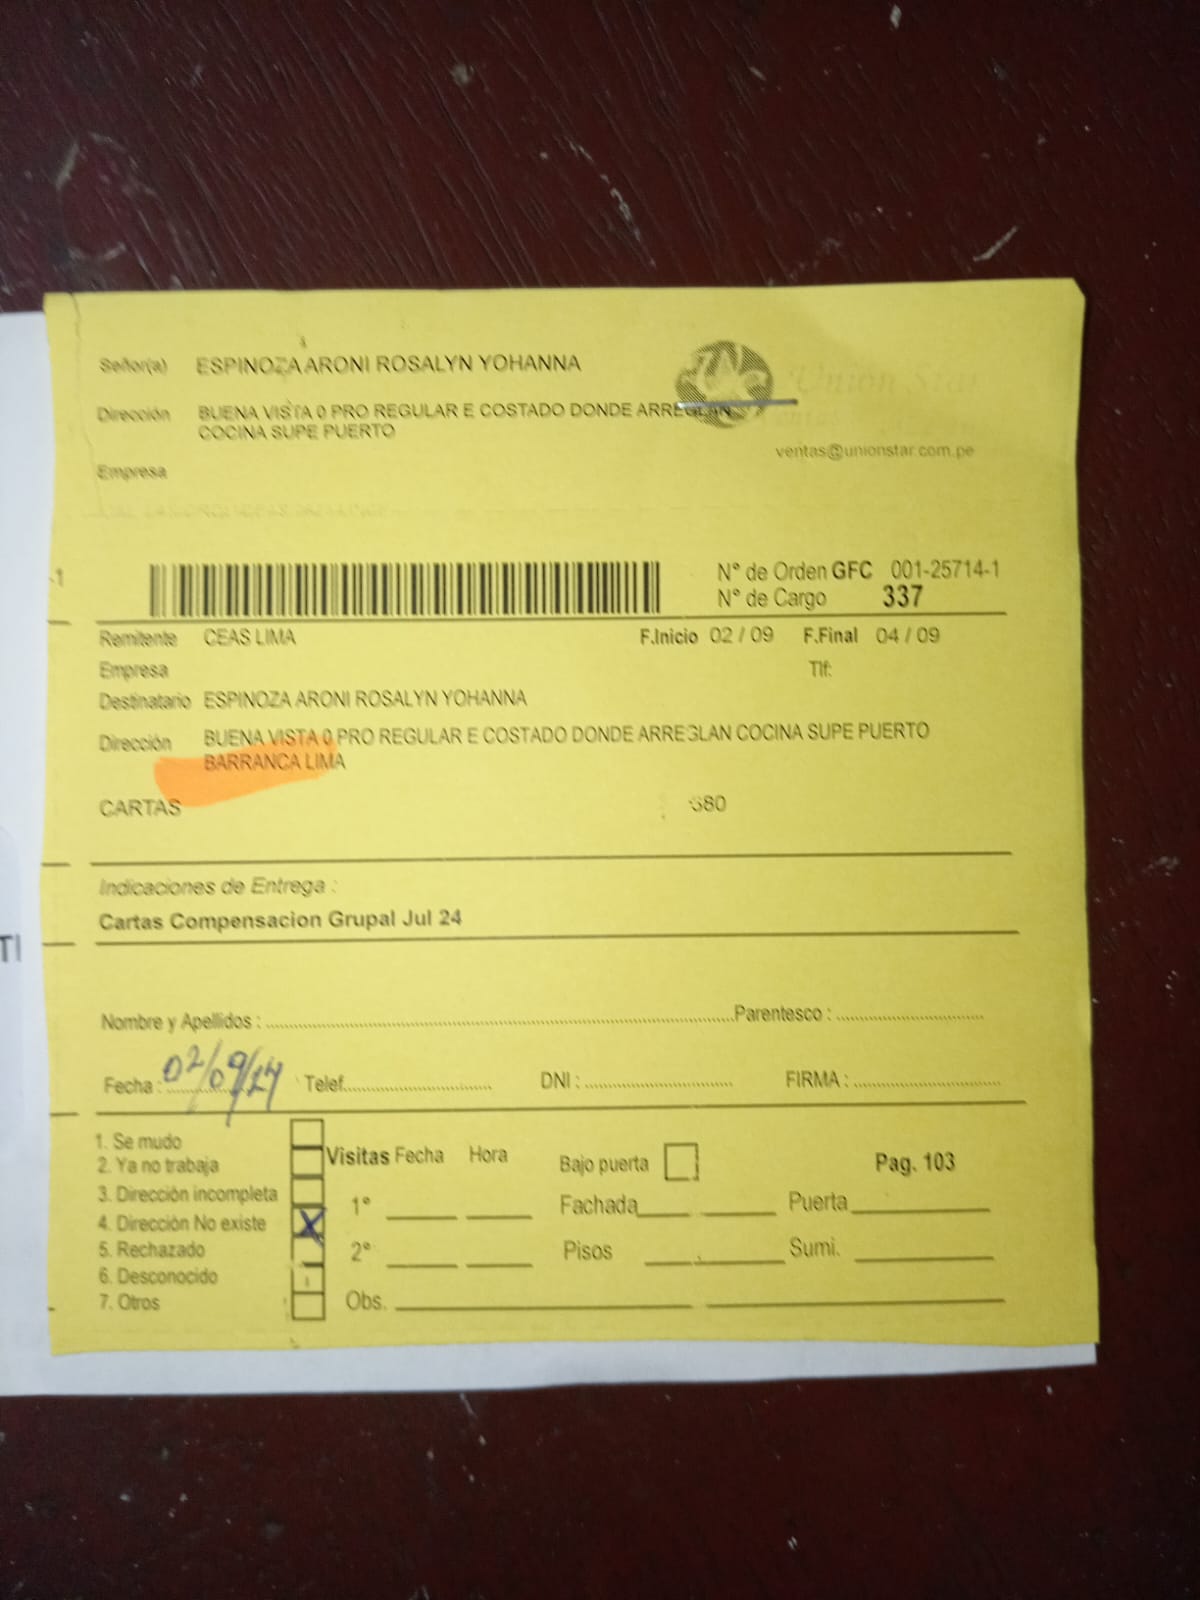 Señor(a) ESPINOZA ARONI ROSALYN YOHANNA
Dirección BUENA VISTA 0 PRO REGULAR E COSTADO DONDE ARREGLAN
COCINA SUPE PUERTO
Union Star
ventas@unionstar.com.pe
Empresa
-1
N° de Orden GFC 001-25714-1
N° de Cargo 337
Remitente CEAS LIMA F.Inicio 02 / 09 F.Final 04 / 09
Empresa Tlf:
Destinatario ESPINOZA ARONI ROSALYN YOHANNA
Dirección BUENA VISTA 0 PRO REGULAR E COSTADO DONDE ARREGLAN COCINA SUPE PUERTO
BARRANCA LIMA
CARTAS
Indicaciones de Entrega :
Cartas Compensacion Grupal Jul 24
TI
Nombre y Apellidos : Parentesco :
Fecha : 02/09/24 Telef. DNI : FIRMA :
1. Se mudo
2. Ya no trabaja
3. Dirección incompleta
4. Dirección No existe X
5. Rechazado
6. Desconocido
7. Otros
Visitas Fecha Hora Bajo puerta Pag. 103
1° Fachada Puerta
2° Pisos Sumi.
Obs.